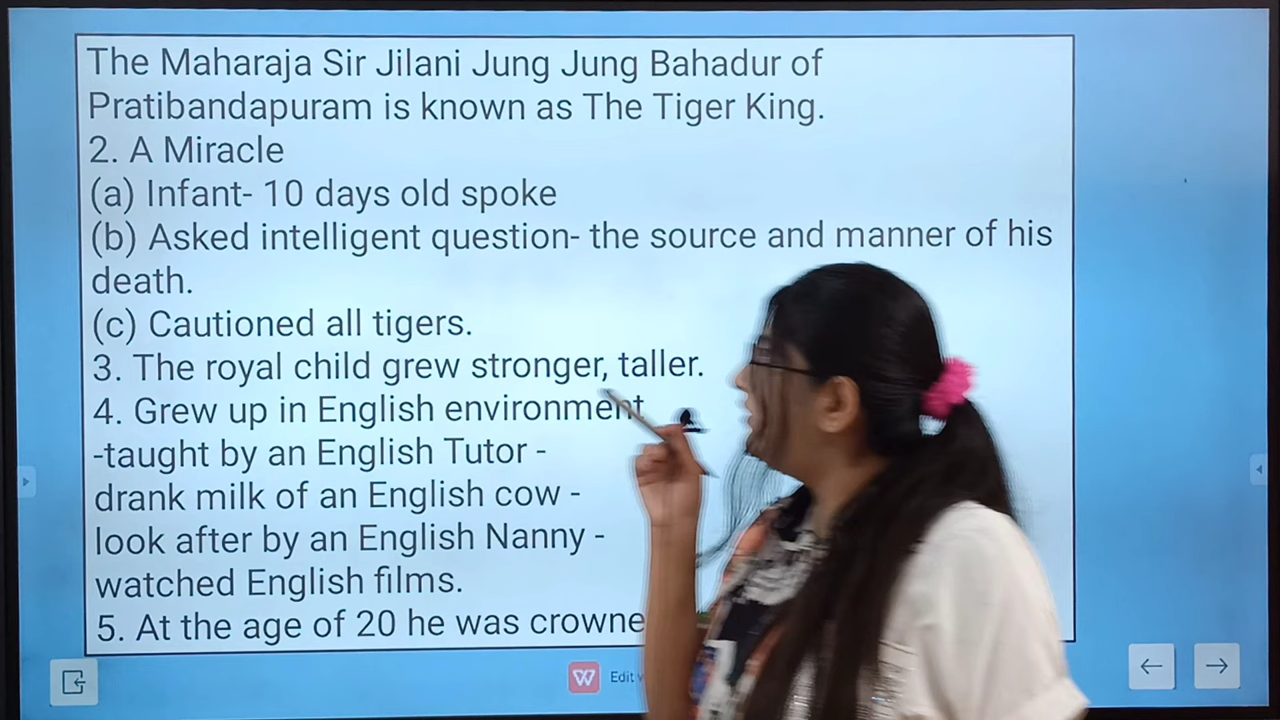 The Maharaja Sir Jilani Jung Jung Bahadur of
Pratibandapuram is known as The Tiger King.
2. A Miracle
(a) Infant- 10 days old spoke
(b) Asked intelligent question- the source and manner of his
death.
(c) Cautioned all tigers.
3. The royal child grew stronger, taller.
4. Grew up in English environment
-taught by an English Tutor -
drank milk of an English cow -
look after by an English Nanny -
watched English films.
5. At the age of 20 he was crowne
Edit